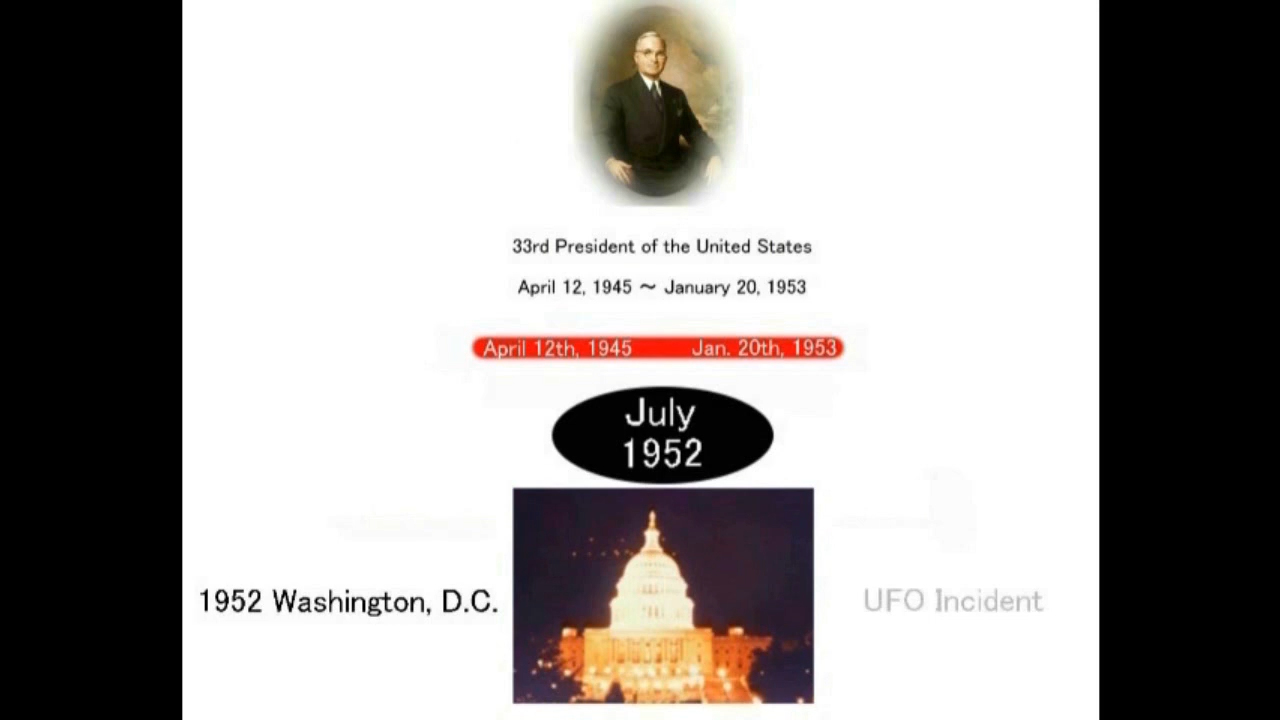 33rd President of the United States
April 12, 1945 ～ January 20, 1953
April 12th, 1945 Jan. 20th, 1953
July
1952
1952 Washington, D.C.
UFO Incident